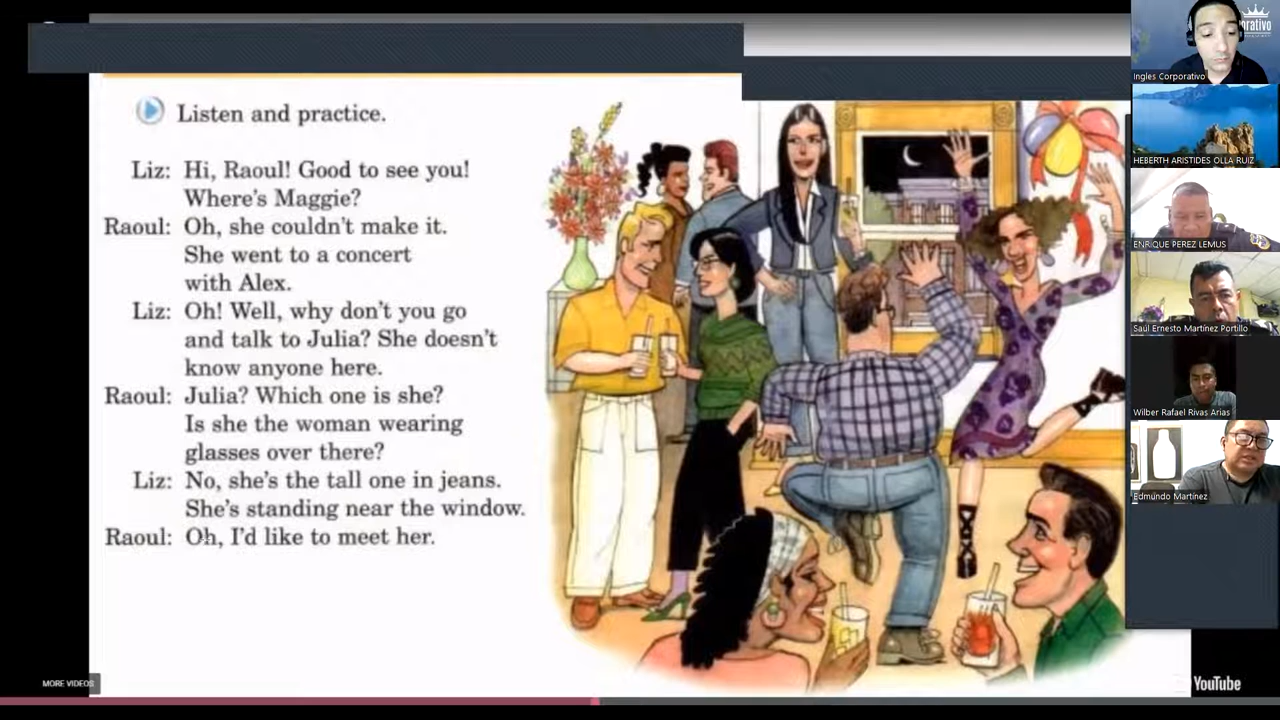 Listen and practice.
Liz: Hi, Raoul! Good to see you!
Where's Maggie?
Raoul: Oh, she couldn't make it.
She went to a concert
with Alex.
Liz: Oh! Well, why don't you go
and talk to Julia? She doesn't
know anyone here.
Raoul: Julia? Which one is she?
Is she the woman wearing
glasses over there?
Liz: No, she's the tall one in jeans.
She's standing near the window.
Raoul: Oh, I'd like to meet her.
MORE VIDEOS
YouTube
Ingles Corporativo
HEBERTH ARISTIDES OLLA RUIZ
ENRIQUE PEREZ LEMUS
Saúl Ernesto Martínez Portillo
Wilber Rafael Rivas Arias
Edmundo Martínez